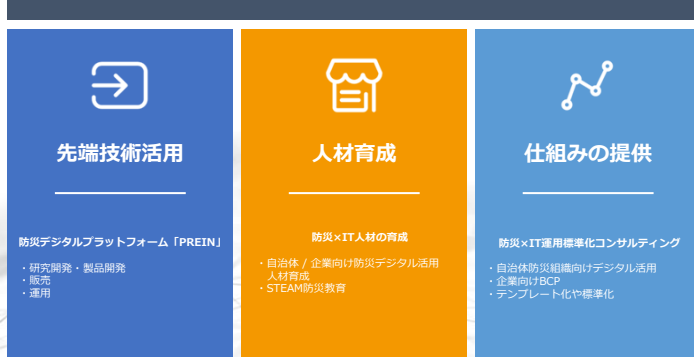 先端技術活用
防災デジタルプラットフォーム「PREIN」
・研究開発・製品開発
・販売
・運用
人材育成
防災×IT人材の育成
・自治体 / 企業向け防災デジタル活用
人材育成
・STEAM防災教育
仕組みの提供
防災×IT運用標準化コンサルティング
・自治体防災組織向けデジタル活用
・企業向けBCP
・テンプレート化や標準化